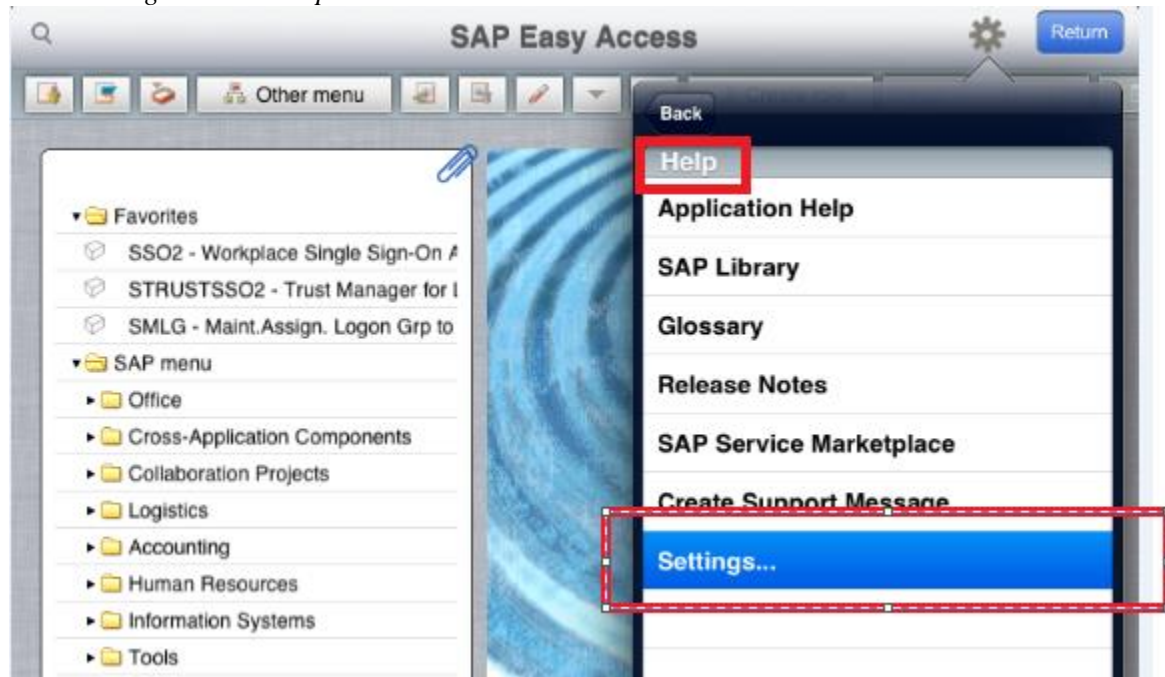 SAP Easy Access
Return
Other menu
Back
Help
Favorites
Application Help
SSO2 - Workplace Single Sign-On A
SAP Library
STRUSTSSO2 - Trust Manager for L
SMLG - Maint.Assign. Logon Grp to
Glossary
SAP menu
Office
Release Notes
Cross-Application Components
SAP Service Marketplace
Collaboration Projects
Logistics
Create Support Message
Accounting
Settings...
Human Resources
Information Systems
Tools